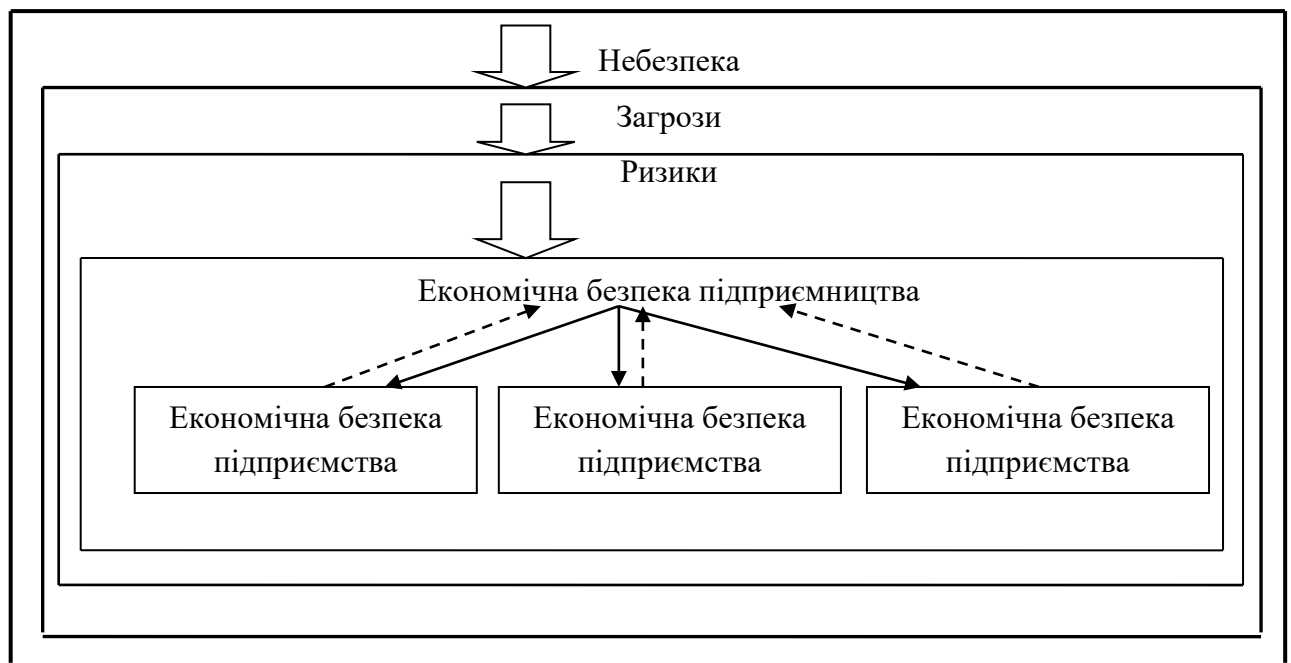 Небезпека
Загрози
Ризики
Економічна безпека підприємництва
Економічна безпека
підприємства
Економічна безпека
підприємства
Економічна безпека
підприємства